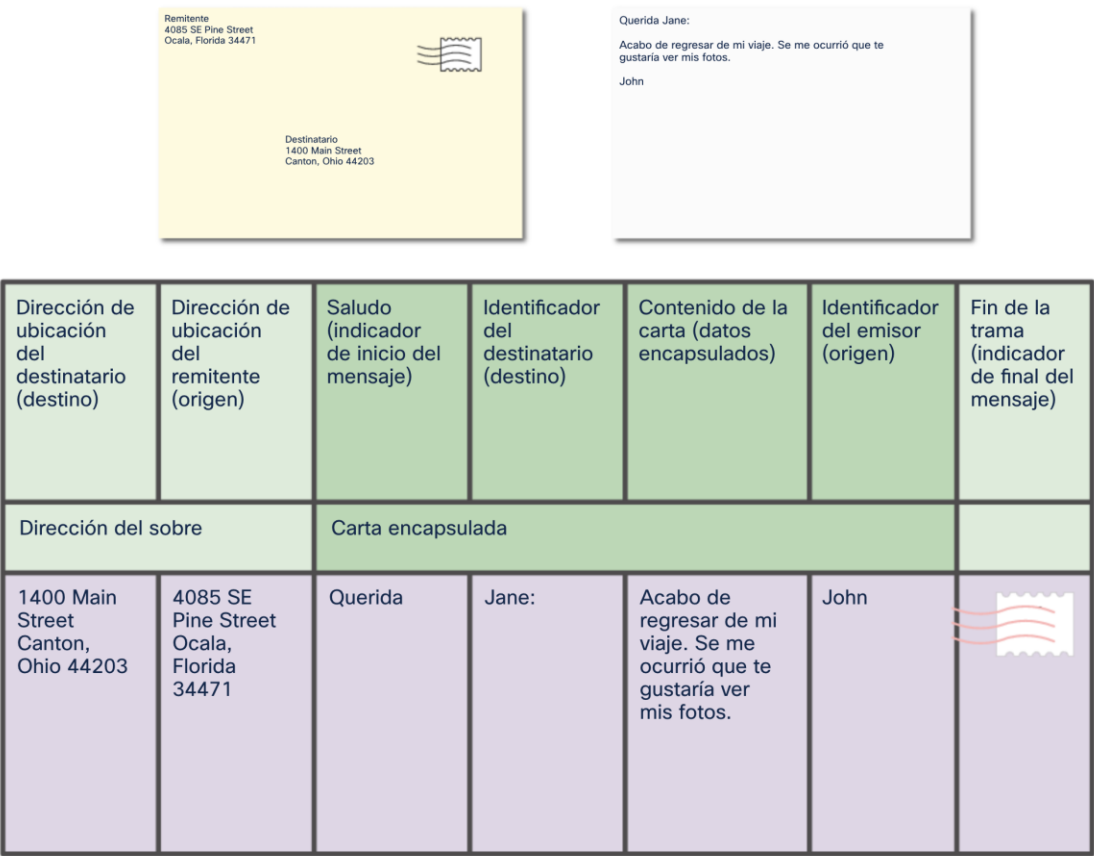 Remitente
4085 SE Pine Street
Ocala, Florida 34471
Destinatario
1400 Main Street
Canton, Ohio 44203
Querida Jane:
Acabo de regresar de mi viaje. Se me ocurrió que te
gustaría ver mis fotos.
John
Dirección de
ubicación
del
destinatario
(destino)
Dirección de
ubicación
del
remitente
(origen)
Saludo
(indicador
de inicio del
mensaje)
Identificador
del
destinatario
(destino)
Contenido de la
carta (datos
encapsulados)
Identificador
del emisor
(origen)
Fin de la
trama
(indicador
de final del
mensaje)
Dirección del sobre
Carta encapsulada
1400 Main
Street
Canton,
Ohio 44203
4085 SE
Pine Street
Ocala,
Florida
34471
Querida
Jane:
Acabo de
regresar de mi
viaje. Se me
ocurrió que te
gustaría ver
mis fotos.
John